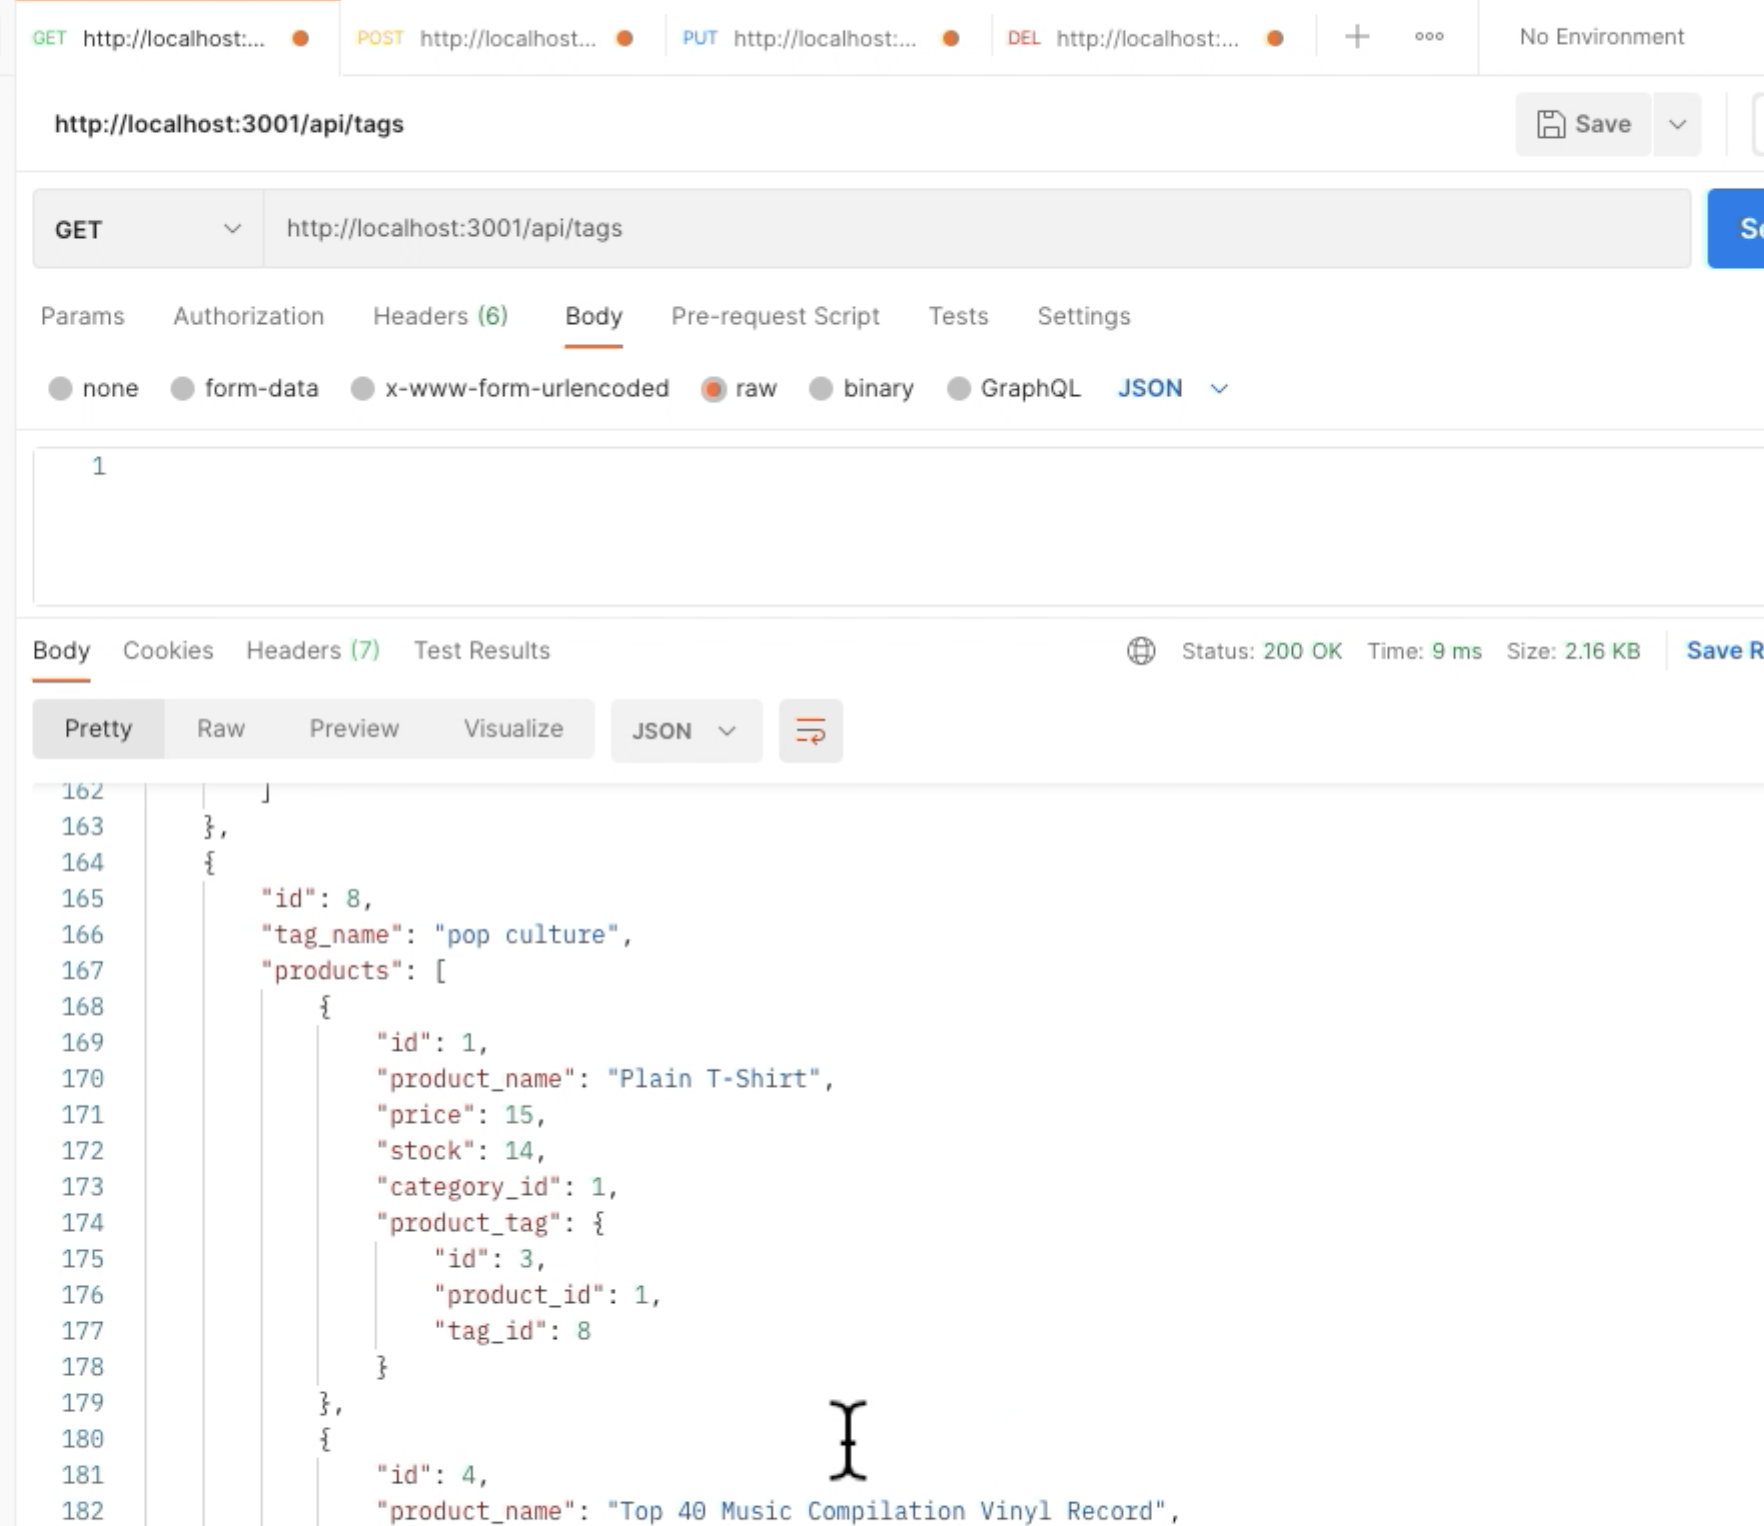 GET http://localhost:... POST http://localhost... PUT http://localhost:... DEL http://localhost:... No Environment
http://localhost:3001/api/tags Save
GET http://localhost:3001/api/tags
Params Authorization Headers (6) Body Pre-request Script Tests Settings
none form-data x-www-form-urlencoded raw binary GraphQL JSON
1
Body Cookies Headers (7) Test Results Status: 200 OK Time: 9 ms Size: 2.16 KB Save R
Pretty Raw Preview Visualize JSON
162 ]
163 },
164 {
165 "id": 8,
166 "tag_name": "pop culture",
167 "products": [
168 {
169 "id": 1,
170 "product_name": "Plain T-Shirt",
171 "price": 15,
172 "stock": 14,
173 "category_id": 1,
174 "product_tag": {
175 "id": 3,
176 "product_id": 1,
177 "tag_id": 8
178 }
179 },
180 {
181 "id": 4,
182 "product_name": "Top 40 Music Compilation Vinyl Record",